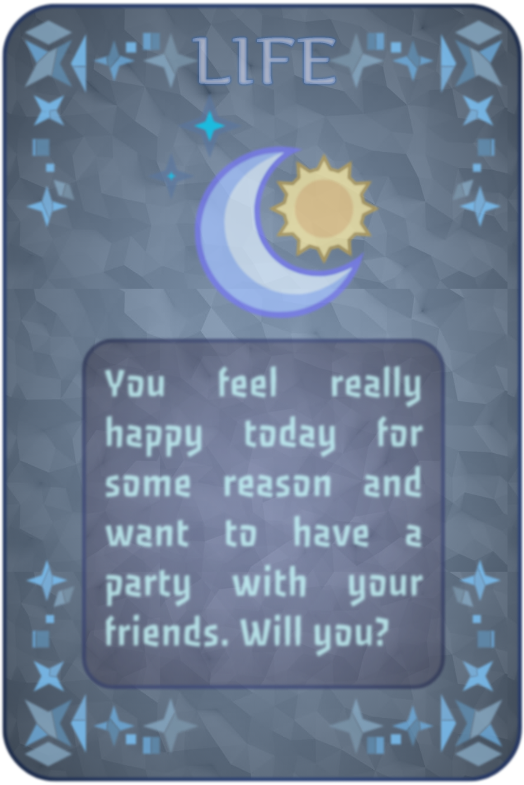 LIFE
You feel really
happy today for
some reason and
want to have a
party with your
friends. Will you?